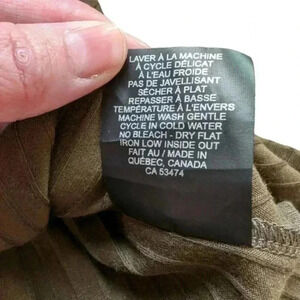 LAVER À LA MACHINE
À CYCLE DÉLICAT
À L'EAU FROIDE
PAS DE JAVELLISANT
SÉCHER À PLAT
REPASSER À BASSE
TEMPÉRATURE À L'ENVERS
MACHINE WASH GENTLE
CYCLE IN COLD WATER
NO BLEACH - DRY FLAT
IRON LOW INSIDE OUT
FAIT AU / MADE IN
QUÉBEC, CANADA
CA 53474